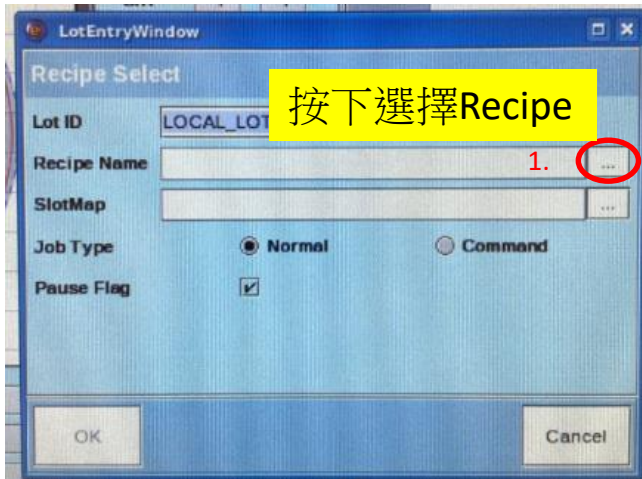 LotEntryWindow
Recipe Select
按下選擇Recipe
Lot ID
LOCAL_LOT
Recipe Name
1.
...
SlotMap
...
Job Type
Normal
Command
Pause Flag
OK
Cancel